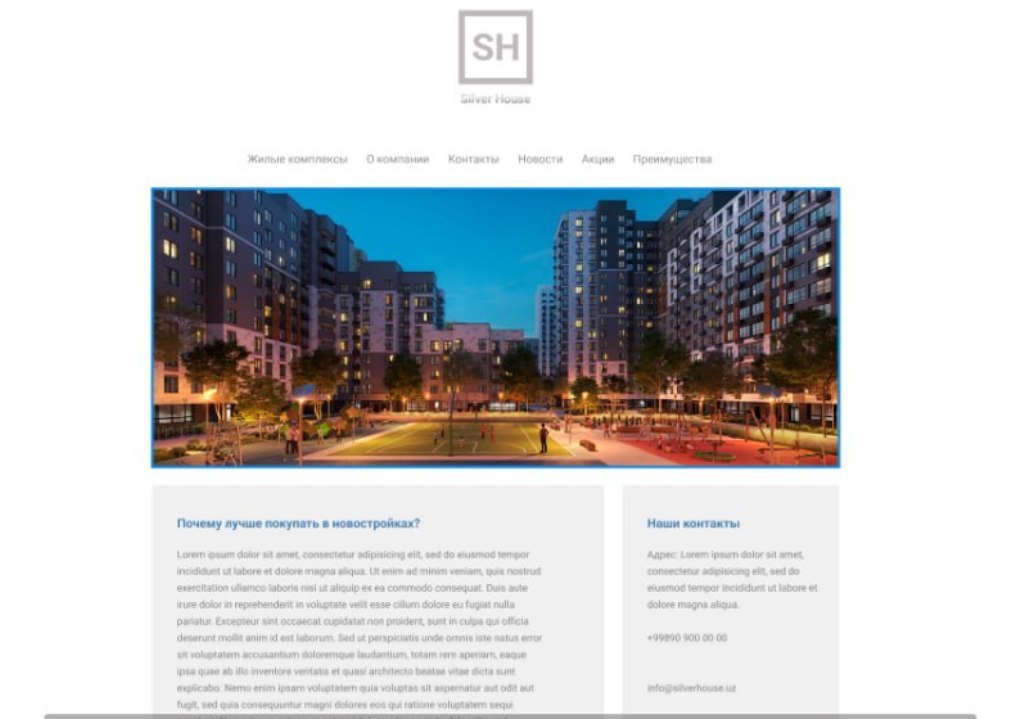 SH
Silver House
Жилые комплексы О компании Контакты Новости Акции Преимущества
Почему лучше покупать в новостройках?
Lorem ipsum dolor sit amet, consectetur adipisicing elit, sed do eiusmod tempor
incididunt ut labore et dolore magna aliqua. Ut enim ad minim veniam, quis nostrud
exercitation ullamco laboris nisi ut aliquip ex ea commodo consequat. Duis aute
irure dolor in reprehenderit in voluptate velit esse cillum dolore eu fugiat nulla
pariatur. Excepteur sint occaecat cupidatat non proident, sunt in culpa qui officia
deserunt mollit anim id est laborum. Sed ut perspiciatis unde omnis iste natus error
sit voluptatem accusantium doloremque laudantium, totam rem aperiam, eaque
ipsa quae ab illo inventore veritatis et quasi architecto beatae vitae dicta sunt
explicabo. Nemo enim ipsam voluptatem quia voluptas sit aspernatur aut odit aut
fugit, sed quia consequuntur magni dolores eos qui ratione voluptatem sequi
Наши контакты
Адрес: Lorem ipsum dolor sit amet,
consectetur adipisicing elit, sed do
eiusmod tempor incididunt ut labore et
dolore magna aliqua.
+99890 900 00 00
info@silverhouse.uz